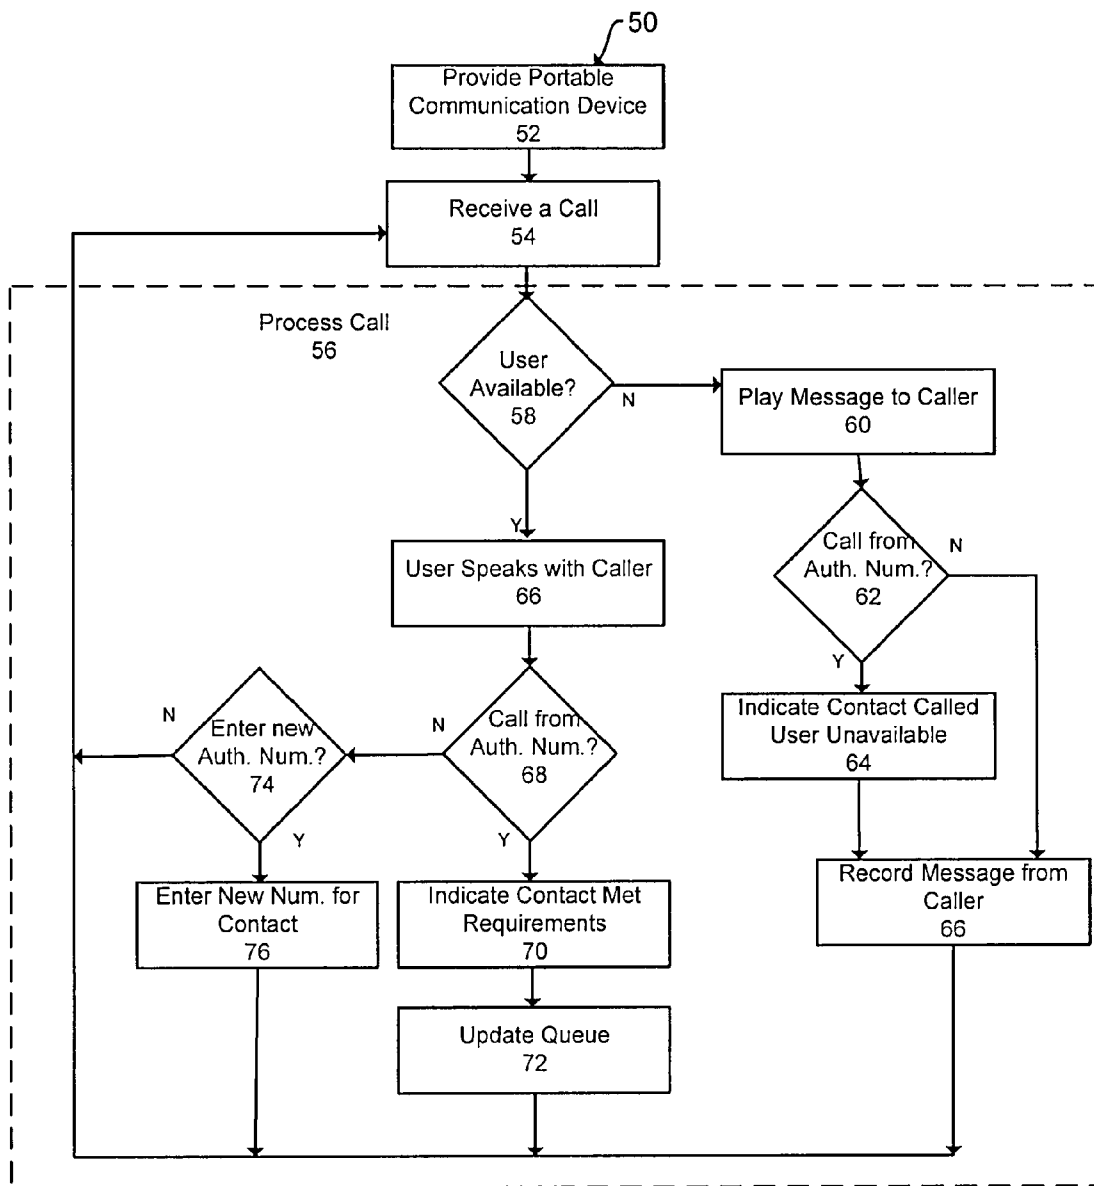 50
Provide Portable
Communication Device
52
Receive a Call
54
Process Call
56
User
Available?
58
N
Y
Play Message to Caller
60
Call from
Auth. Num.?
62
N
Y
User Speaks with Caller
66
Indicate Contact Called
User Unavailable
64
Call from
Auth. Num.?
68
N
Y
Enter new
Auth. Num.?
74
N
Y
Record Message from
Caller
66
Enter New Num. for
Contact
76
Indicate Contact Met
Requirements
70
Update Queue
72